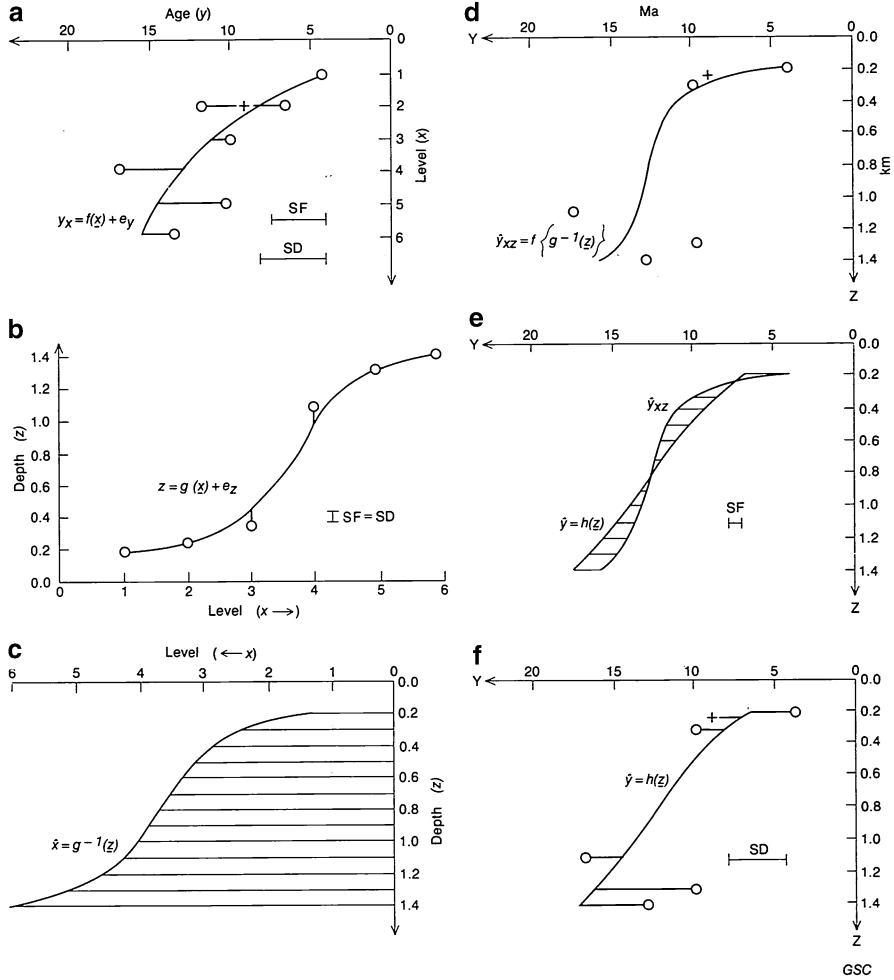 a
Age (y)
20 15 10 5 0
0
1
2
3
4
5
6
Level (x)
yₓ = f(x) + e_y
SF
SD
b
1.4
1.2
1.0
0.8
0.6
0.4
0.2
0.0
Depth (z)
z = g (x) + e_z
SF = SD
0 1 2 3 4 5 6
Level (x →)
c
Level (← x)
6 5 4 3 2 1 0
0.0
0.2
0.4
0.6
0.8
1.0
1.2
1.4
Depth (z)
x̂ = g⁻¹(z)
d
Ma
Y 20 15 10 5 0
0.0
0.2
0.4
0.6
0.8
1.0
1.2
1.4
km
Z
ŷ_xz = f { g⁻¹(z) }
e
Y 20 15 10 5 0
0.0
0.2
0.4
0.6
0.8
1.0
1.2
1.4
Z
ŷ_xz
SF
ŷ = h(z)
f
Y 20 15 10 5 0
0.0
0.2
0.4
0.6
0.8
1.0
1.2
1.4
Z
ŷ = h(z)
SD
GSC